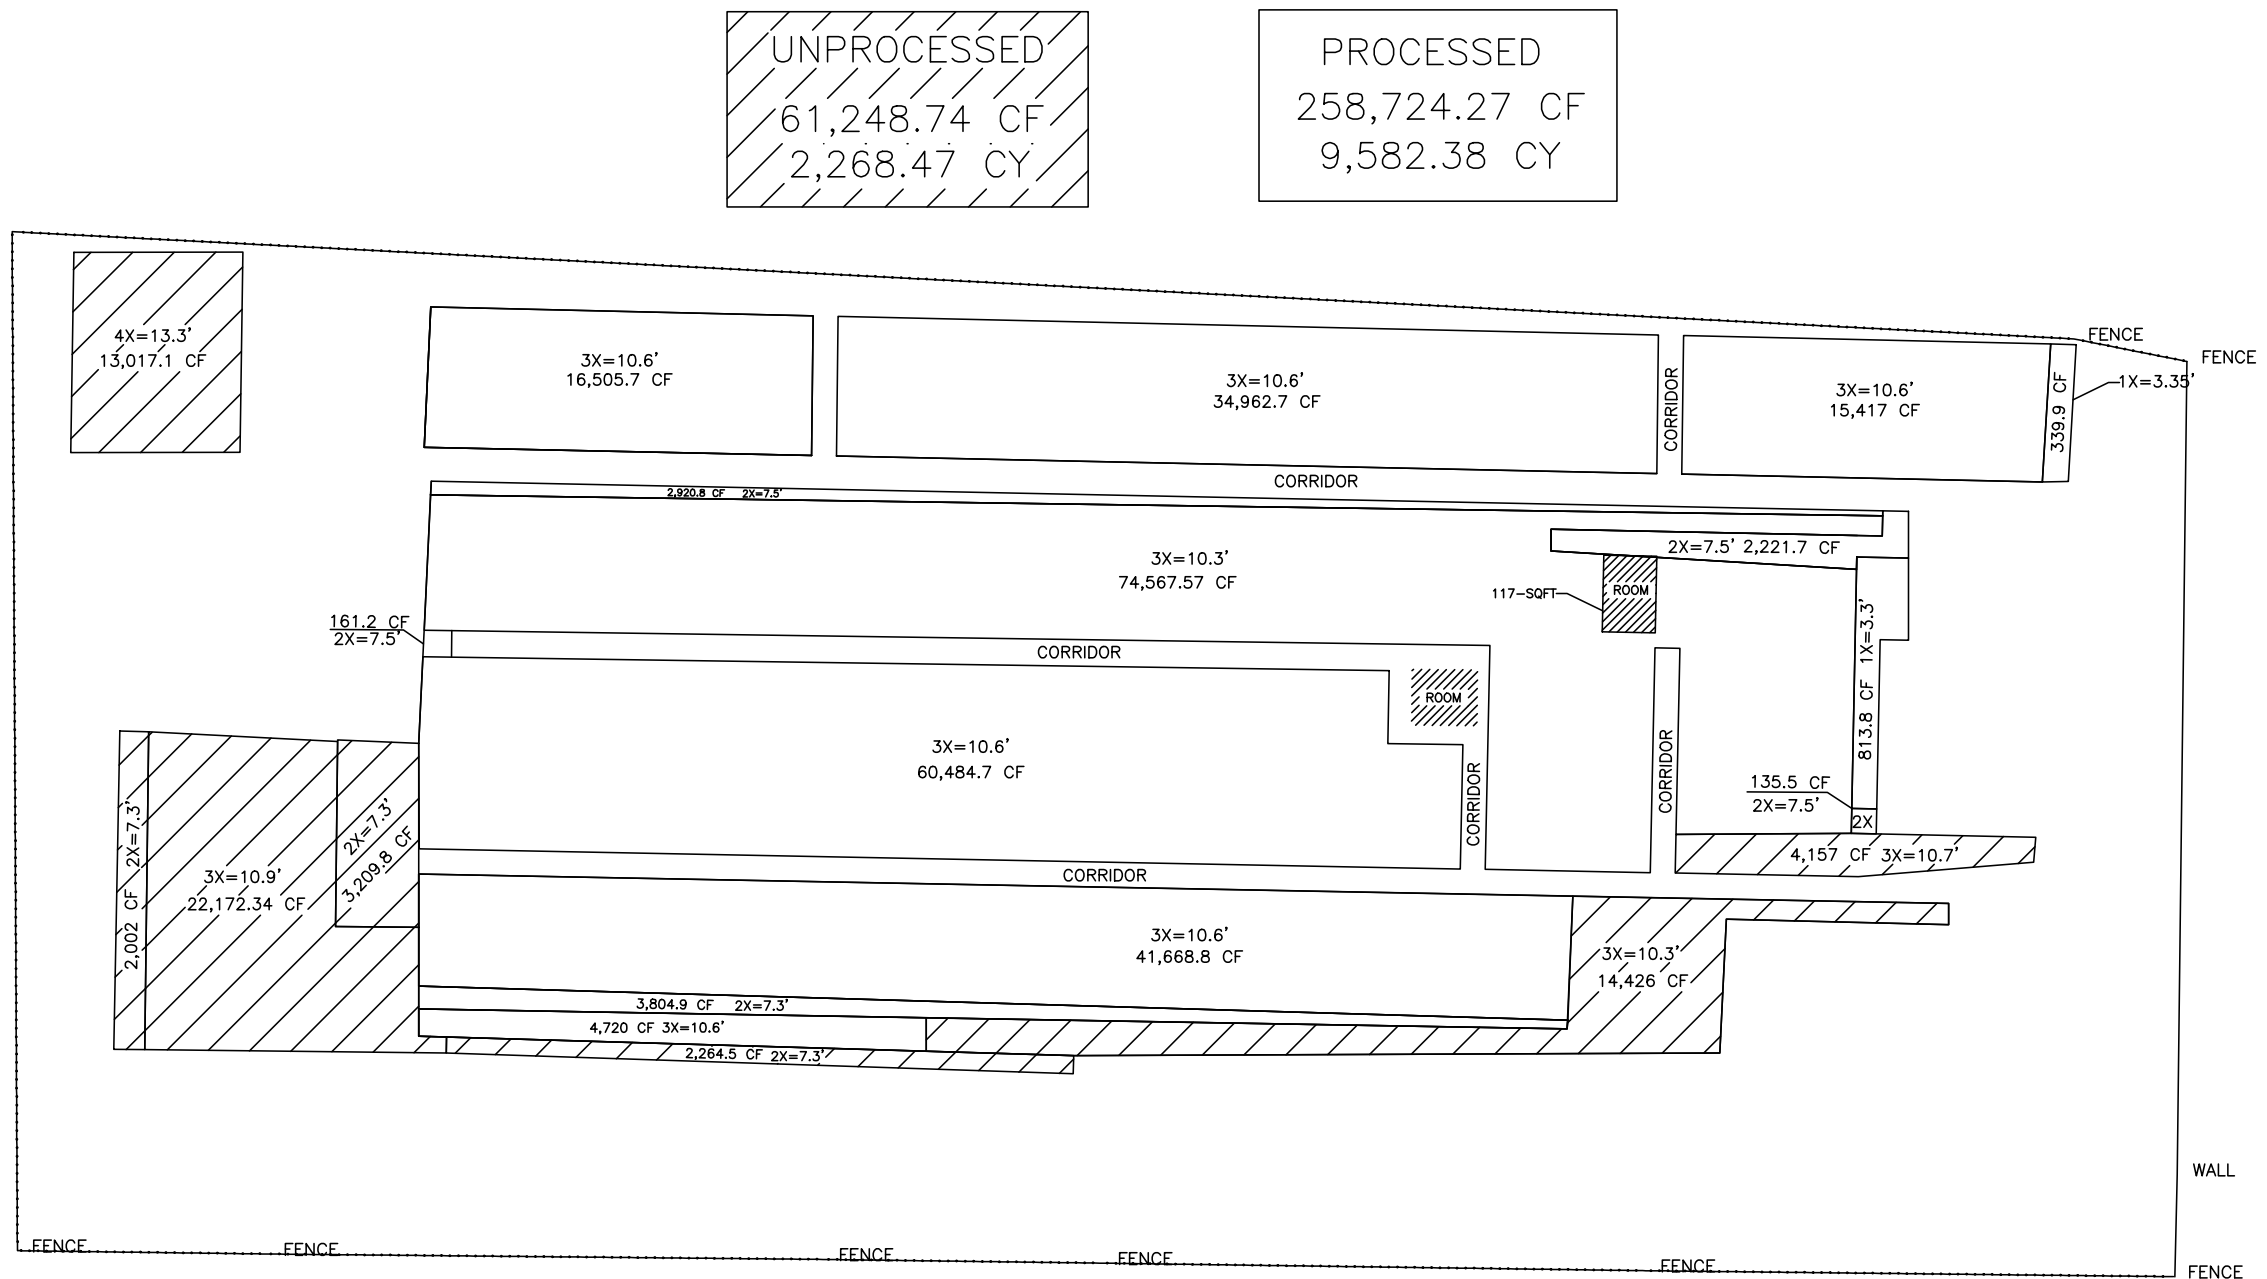 UNPROCESSED
61,248.74 CF
2,268.47 CY
PROCESSED
258,724.27 CF
9,582.38 CY
FENCE
FENCE
4X=13.3'
13,017.1 CF
3X=10.6'
16,505.7 CF
3X=10.6'
34,962.7 CF
CORRIDOR
3X=10.6'
15,417 CF
339.9 CF
1X=3.35'
CORRIDOR
2,920.8 CF 2X=7.5'
3X=10.3'
74,567.57 CF
2X=7.5' 2,221.7 CF
117-SQFT
ROOM
161.2 CF
2X=7.5'
CORRIDOR
ROOM
813.8 CF 1X=3.3'
3X=10.6'
60,484.7 CF
CORRIDOR
CORRIDOR
135.5 CF
2X=7.5'
2X
4,157 CF 3X=10.7'
2,002 CF 2X=7.3'
3X=10.9'
22,172.34 CF
2X=7.3'
3,209.8 CF
CORRIDOR
3X=10.6'
41,668.8 CF
3X=10.3'
14,426 CF
3,804.9 CF 2X=7.3'
4,720 CF 3X=10.6'
2,264.5 CF 2X=7.3'
WALL
FENCE
FENCE
FENCE
FENCE
FENCE
FENCE